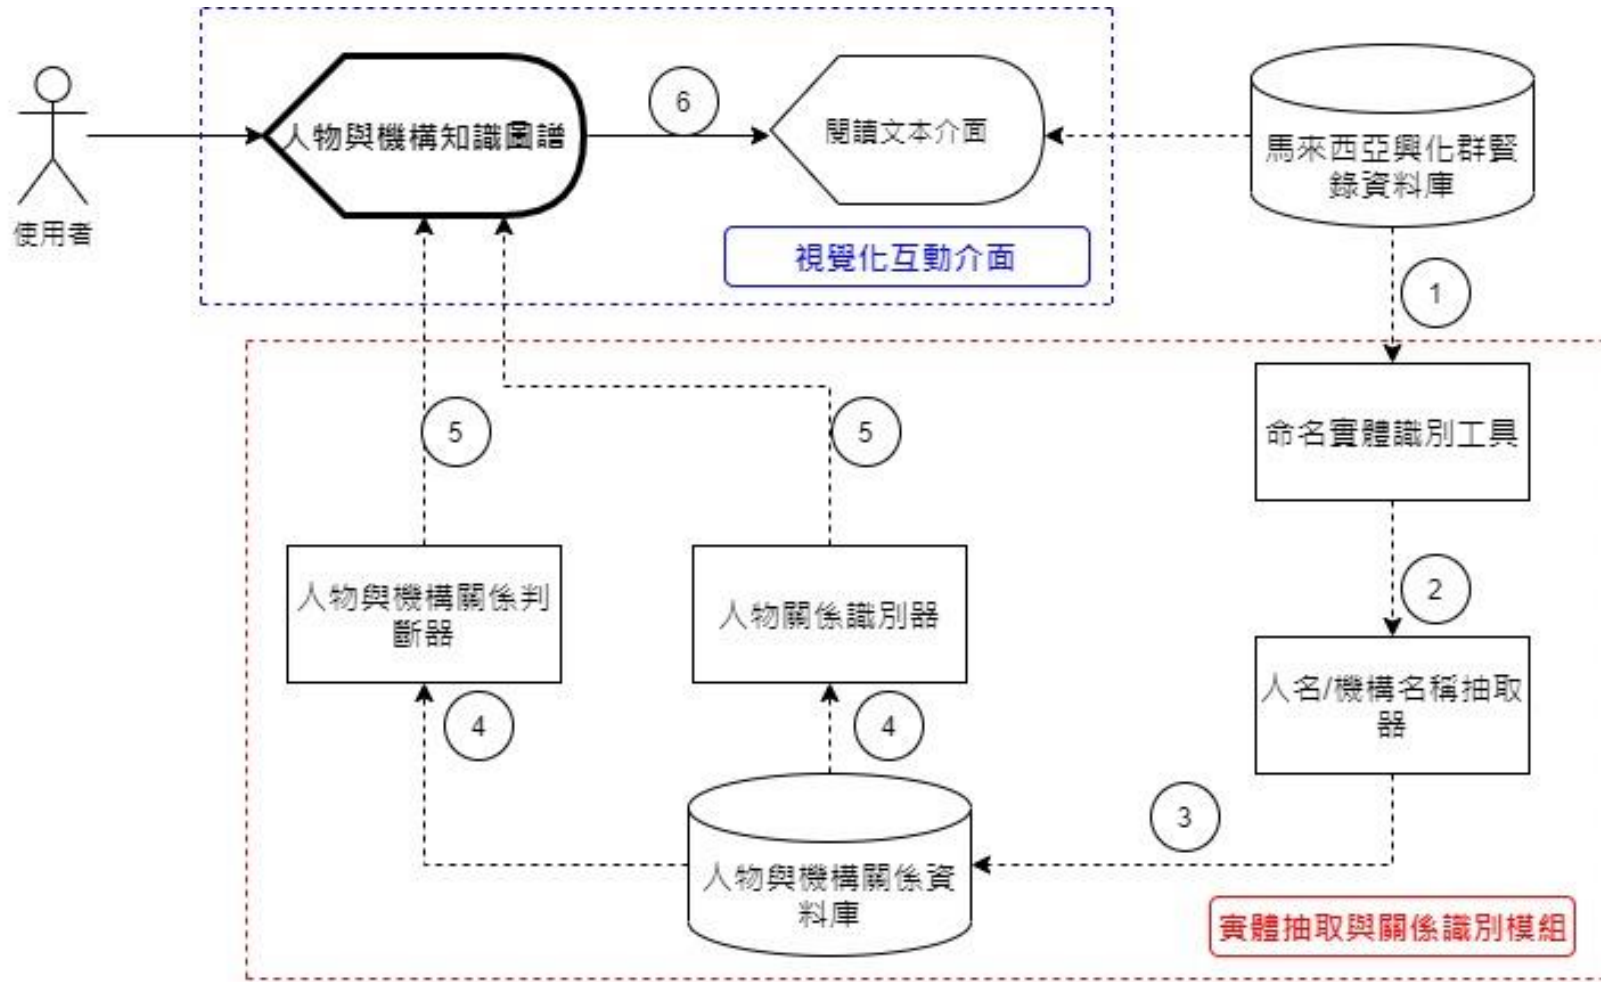 人物與機構知識圖譜
6
閱讀文本介面
馬來西亞興化群賢
錄資料庫
使用者
視覺化互動介面
1
5
5
命名實體識別工具
人物與機構關係判
斷器
人物關係識別器
2
人名/機構名稱抽取
器
4
4
3
人物與機構關係資
料庫
實體抽取與關係識別模組